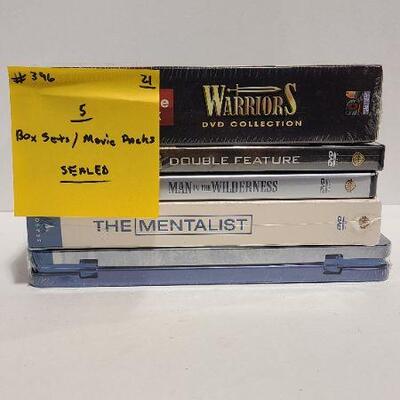 #396 21
5
Box Sets/Movie Packs
SEALED
WARRIORS
DVD COLLECTION
DOUBLE FEATURE
MAN IN THE WILDERNESS
THE MENTALIST